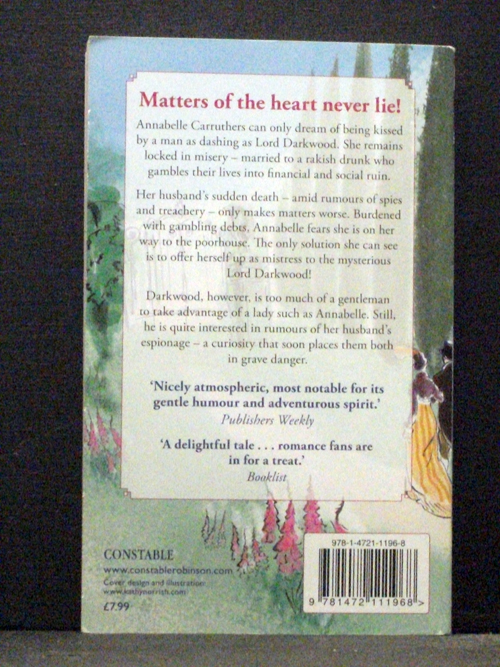 Matters of the heart never lie!
Annabelle Carruthers can only dream of being kissed
by a man as dashing as Lord Darkwood. She remains
locked in misery – married to a rakish drunk who
gambles their lives into financial and social ruin.
Her husband's sudden death – amid rumours of spies
and treachery – only makes matters worse. Burdened
with gambling debts, Annabelle fears she is on her
way to the poorhouse. The only solution she can see
is to offer herself up as mistress to the mysterious
Lord Darkwood!
Darkwood, however, is too much of a gentleman
to take advantage of a lady such as Annabelle. Still,
he is quite interested in rumours of her husband's
espionage – a curiosity that soon places them both
in grave danger.
‘Nicely atmospheric, most notable for its
gentle humour and adventurous spirit.’
Publishers Weekly
‘A delightful tale . . . romance fans are
in for a treat.’
Booklist
CONSTABLE
www.constablerobinson.com
Cover design and illustration:
www.emilynorrish.com
£7.99
978-1-4721-1196-8
9 781472 111968 >